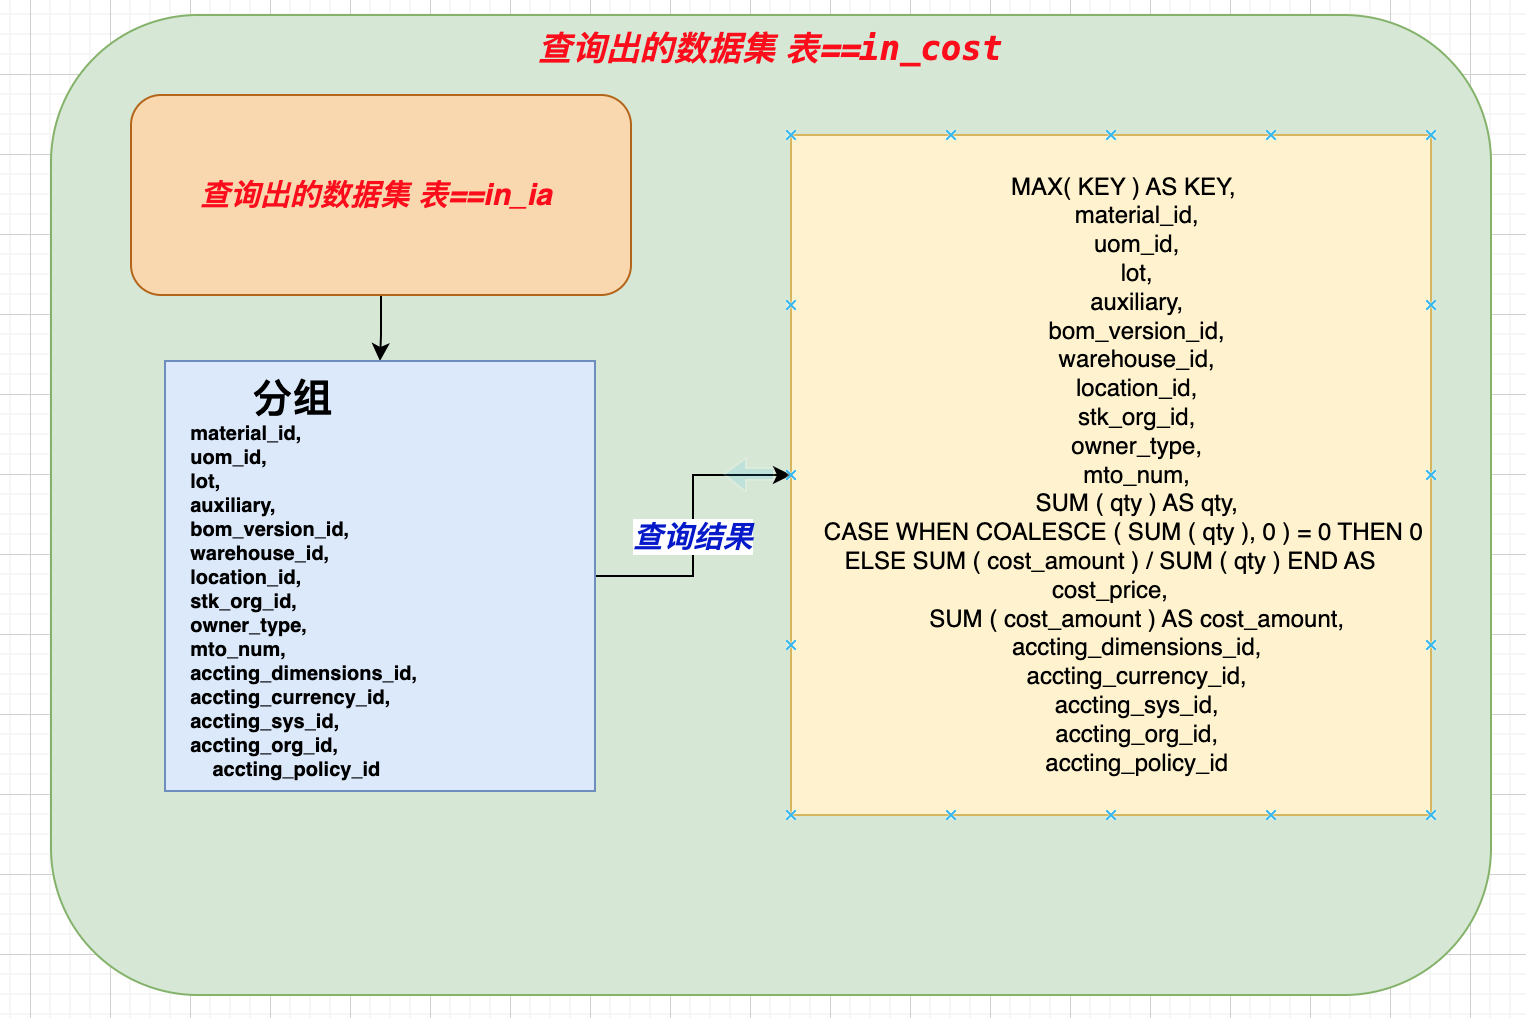 查询出的数据集 表==in_cost
查询出的数据集 表==in_ia
分组
material_id,
uom_id,
lot,
auxiliary,
bom_version_id,
warehouse_id,
location_id,
stk_org_id,
owner_type,
mto_num,
accting_dimensions_id,
accting_currency_id,
accting_sys_id,
accting_org_id,
accting_policy_id
查询结果
MAX( KEY ) AS KEY,
material_id,
uom_id,
lot,
auxiliary,
bom_version_id,
warehouse_id,
location_id,
stk_org_id,
owner_type,
mto_num,
SUM ( qty ) AS qty,
CASE WHEN COALESCE ( SUM ( qty ), 0 ) = 0 THEN 0
ELSE SUM ( cost_amount ) / SUM ( qty ) END AS
cost_price,
SUM ( cost_amount ) AS cost_amount,
accting_dimensions_id,
accting_currency_id,
accting_sys_id,
accting_org_id,
accting_policy_id